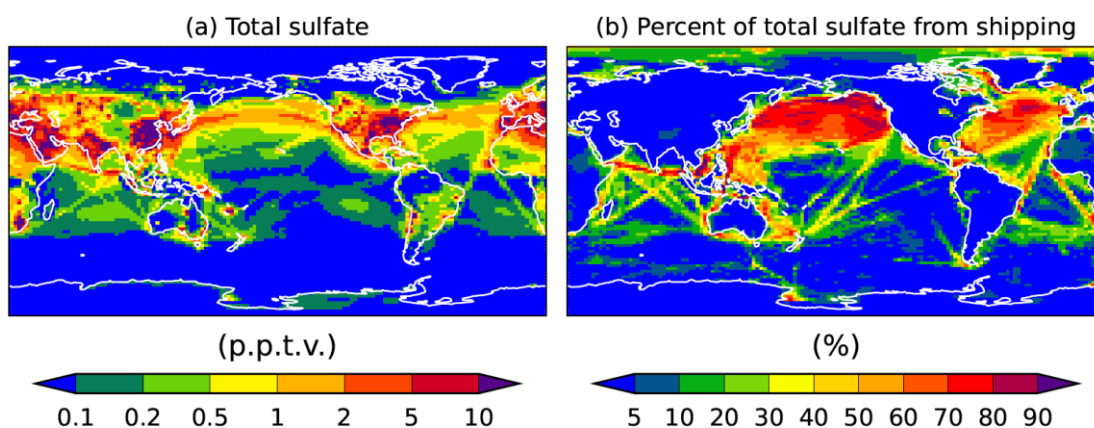 (a) Total sulfate
(b) Percent of total sulfate from shipping
(p.p.t.v.)
(%)
0.1 0.2 0.5 1 2 5 10
5 10 20 30 40 50 60 70 80 90